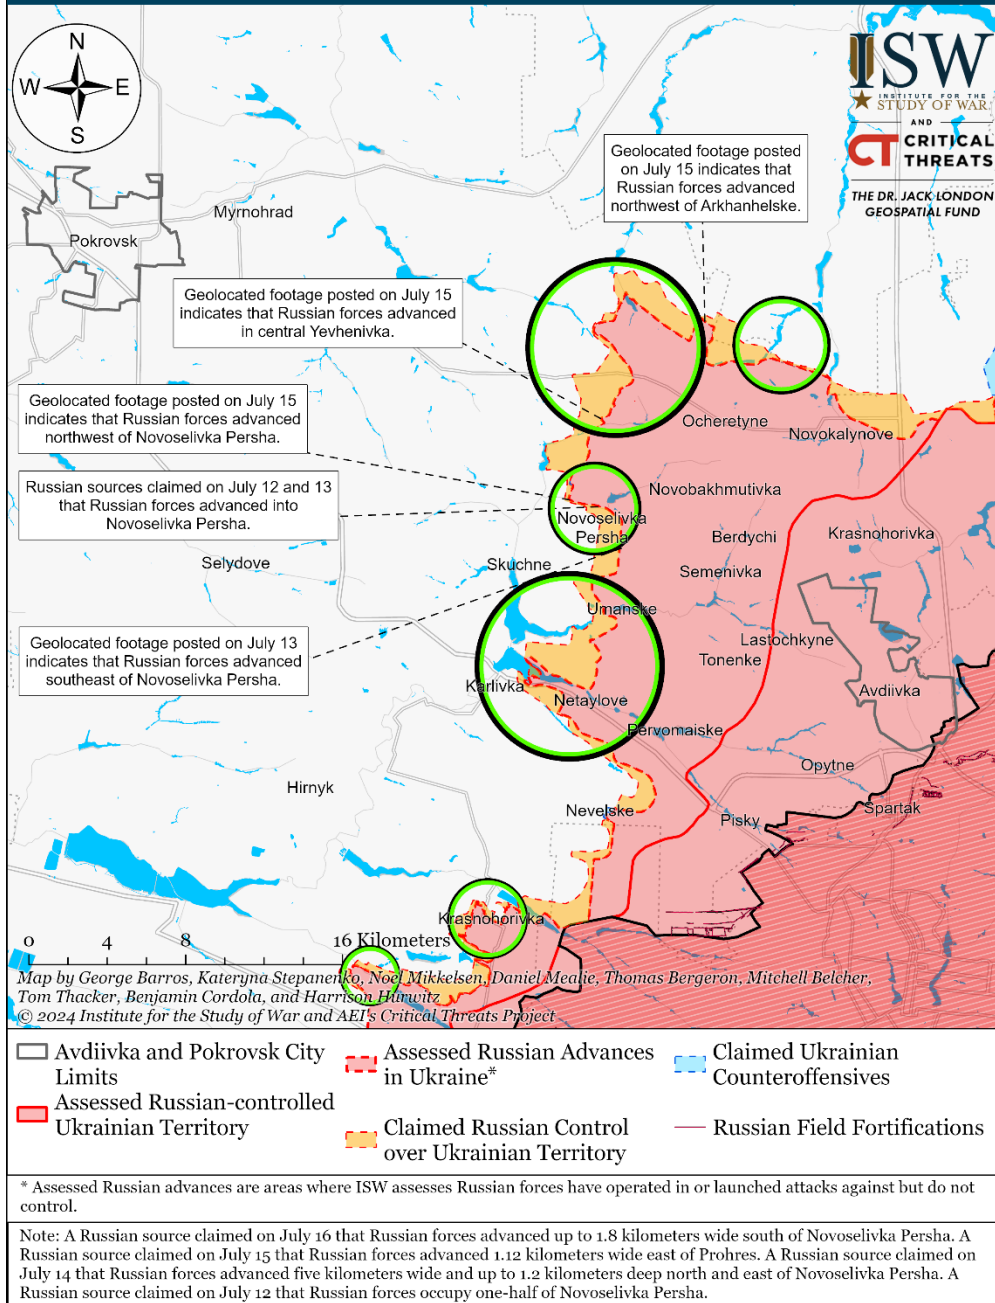 N
W
E
S
ISW
INSTITUTE FOR THE
STUDY OF WAR
AND
CT CRITICAL
THREATS
THE DR. JACK LONDON
GEOSPATIAL FUND
Geolocated footage posted
on July 15 indicates that
Russian forces advanced
northwest of Arkhanhelske.
Myrnohrad
Pokrovsk
Geolocated footage posted on July 15
indicates that Russian forces advanced
in central Yevhenivka.
Geolocated footage posted on July 15
indicates that Russian forces advanced
northwest of Novoselivka Persha.
Ocheretyne
Novokalynove
Russian sources claimed on July 12 and 13
that Russian forces advanced into
Novoselivka Persha.
Novobakhmutivka
Novoselivka
Persha
Berdychi
Krasnohorivka
Selydove
Skuchne
Semenivka
Umanske
Geolocated footage posted on July 13
indicates that Russian forces advanced
southeast of Novoselivka Persha.
Lastochkyne
Tonenke
Karlivka
Netaylove
Avdiivka
Pervomaiske
Opytne
Hirnyk
Nevelske
Pisky
Spartak
Krasnohorivka
0 4 8 16 Kilometers
Map by George Barros, Kateryna Stepanenko, Noel Mikkelsen, Daniel Mealie, Thomas Bergeron, Mitchell Belcher,
Tom Thacker, Benjamin Cordola, and Harrison Hurwitz
© 2024 Institute for the Study of War and AEI's Critical Threats Project
Avdiivka and Pokrovsk City
Limits
Assessed Russian-controlled
Ukrainian Territory
Assessed Russian Advances
in Ukraine*
Claimed Russian Control
over Ukrainian Territory
Claimed Ukrainian
Counteroffensives
Russian Field Fortifications
* Assessed Russian advances are areas where ISW assesses Russian forces have operated in or launched attacks against but do not
control.
Note: A Russian source claimed on July 16 that Russian forces advanced up to 1.8 kilometers wide south of Novoselivka Persha. A
Russian source claimed on July 15 that Russian forces advanced 1.12 kilometers wide east of Prohres. A Russian source claimed on
July 14 that Russian forces advanced five kilometers wide and up to 1.2 kilometers deep north and east of Novoselivka Persha. A
Russian source claimed on July 12 that Russian forces occupy one-half of Novoselivka Persha.